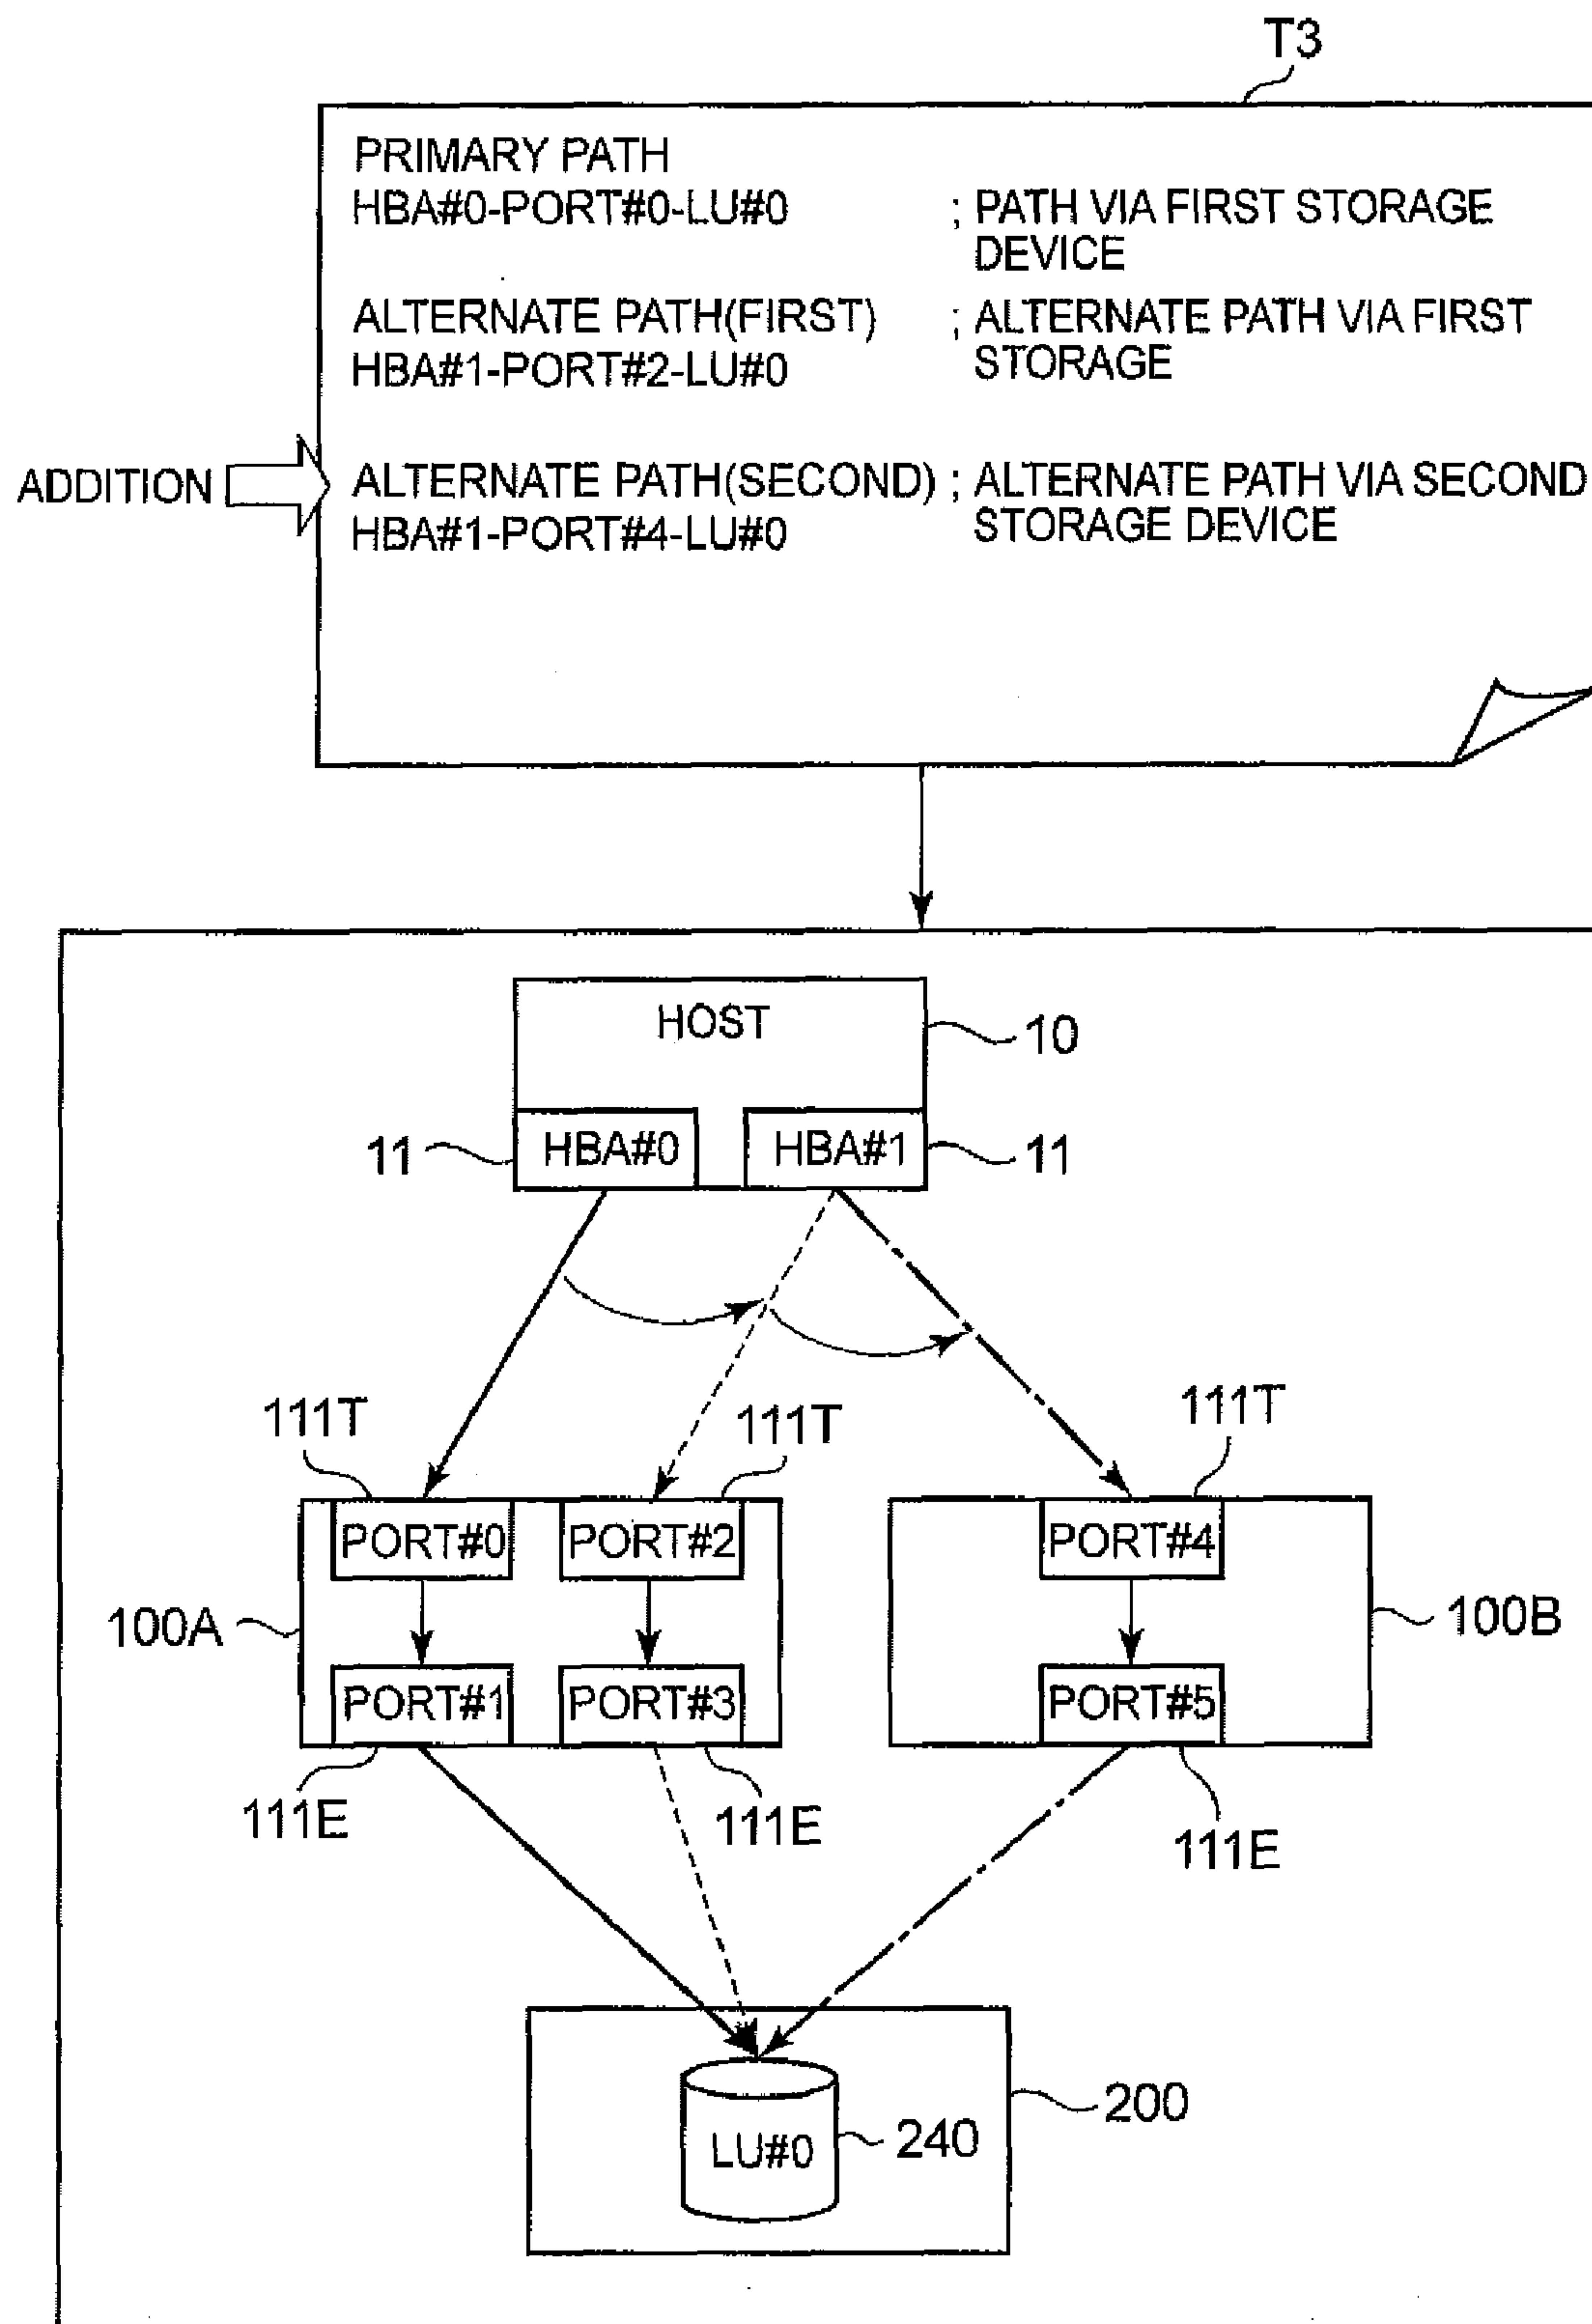 T3
PRIMARY PATH
HBA#0-PORT#0-LU#0 ; PATH VIA FIRST STORAGE
DEVICE
ALTERNATE PATH(FIRST) ; ALTERNATE PATH VIA FIRST
HBA#1-PORT#2-LU#0 STORAGE
ADDITION ALTERNATE PATH(SECOND) ; ALTERNATE PATH VIA SECOND
HBA#1-PORT#4-LU#0 STORAGE DEVICE
HOST
10
11 HBA#0 HBA#1 11
111T 111T 111T
PORT#0 PORT#2 PORT#4
100A 100B
PORT#1 PORT#3 PORT#5
111E 111E 111E
200
LU#0 240